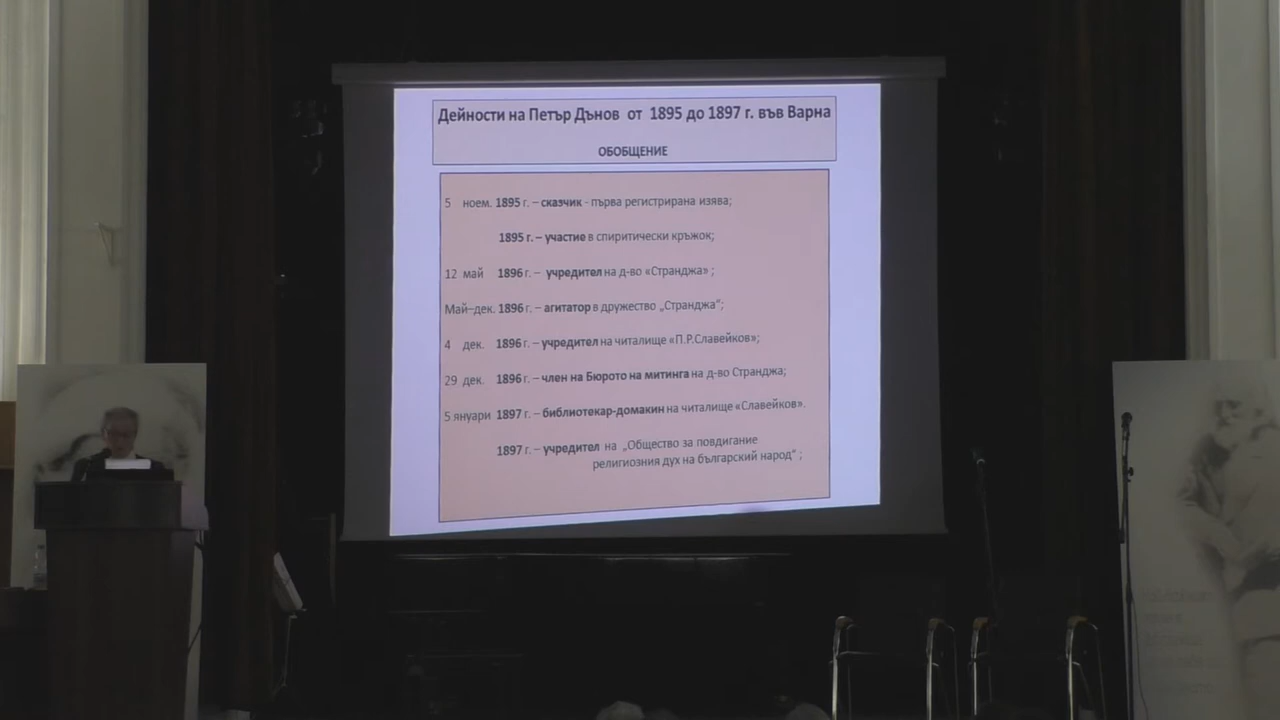 Дейности на Петър Дънов от 1895 до 1897 г. във Варна
ОБОБЩЕНИЕ
5 ноем. 1895 г. – сказчик - първа регистрирана изява;
1895 г. – участие в спиритически кръжок;
12 май 1896 г. – учредител на д-во «Странджа» ;
Май–дек. 1896 г. – агитатор в дружество „Странджа“;
4 дек. 1896 г. – учредител на читалище «П.Р.Славейков»;
29 дек. 1896 г. – член на Бюрото на митинга на д-во Странджа;
5 януари 1897 г. – библиотекар-домакин на читалище «Славейков».
1897 г. – учредител на „Общество за повдигание
религиозния дух на българский народ“ ;